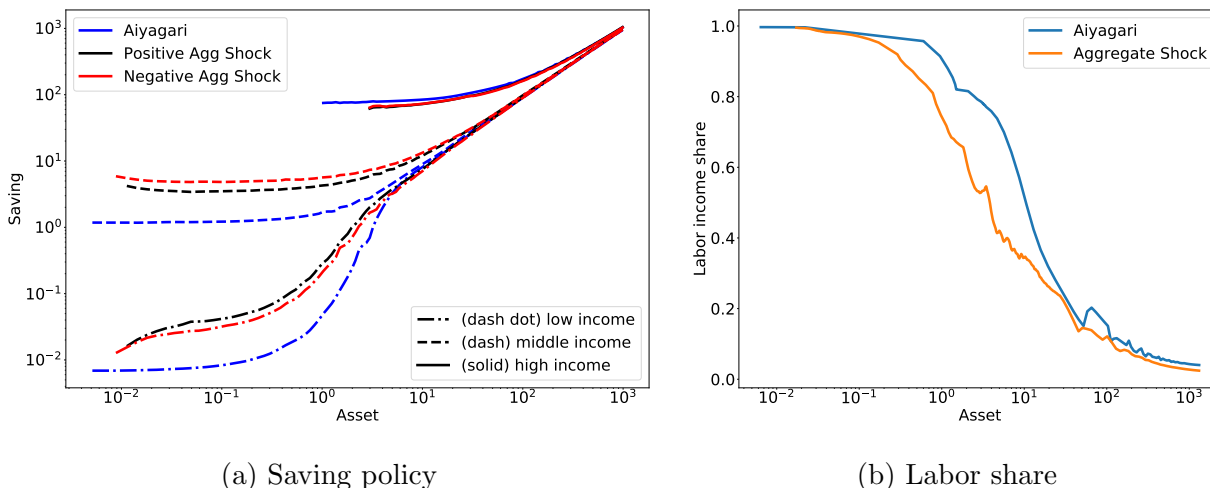 Aiyagari
Positive Agg Shock
Negative Agg Shock
(dash dot) low income
(dash) middle income
(solid) high income
Saving
10³
10²
10¹
10⁰
10⁻¹
10⁻²
10⁻² 10⁻¹ 10⁰ 10¹ 10² 10³
Asset
(a) Saving policy
Aiyagari
Aggregate Shock
Labor income share
1.0
0.8
0.6
0.4
0.2
0.0
10⁻² 10⁻¹ 10⁰ 10¹ 10² 10³
Asset
(b) Labor share